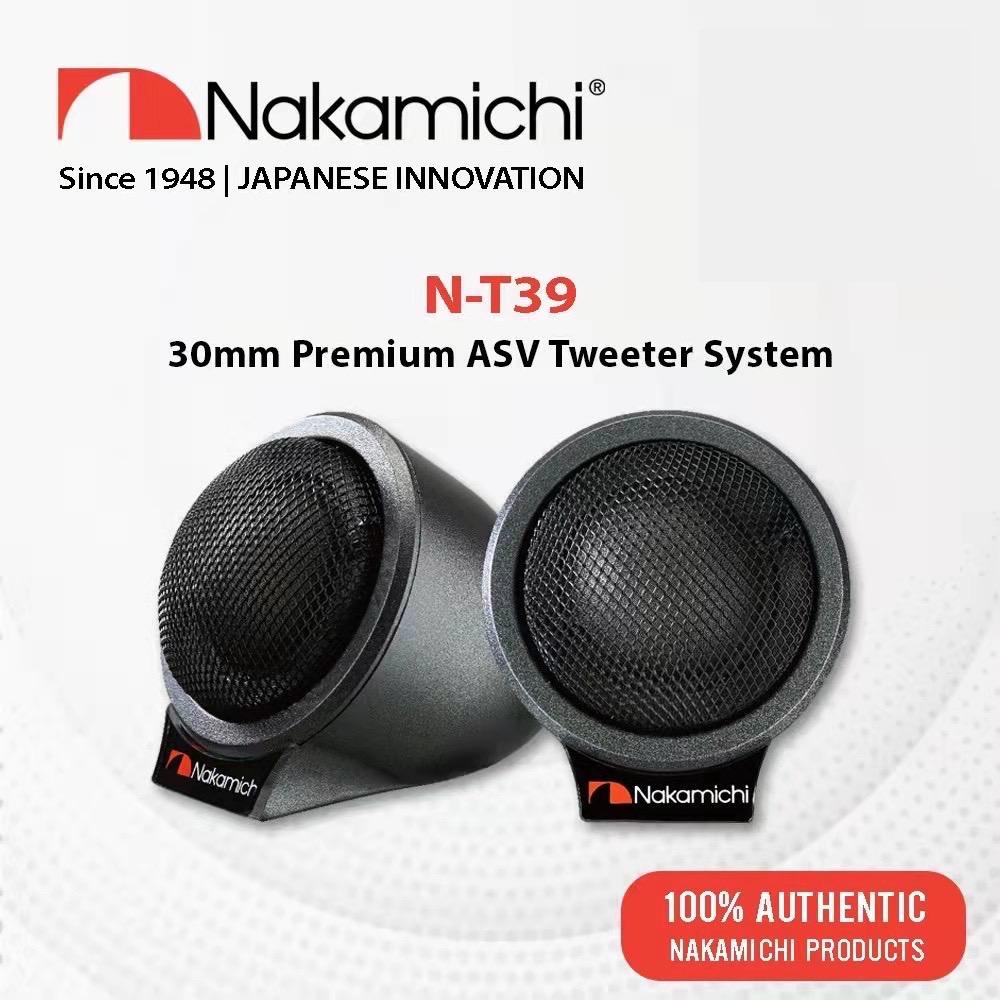 Nakamichi®
Since 1948 | JAPANESE INNOVATION
N-T39
30mm Premium ASV Tweeter System
Nakamichi
Nakamichi
100% AUTHENTIC
NAKAMICHI PRODUCTS